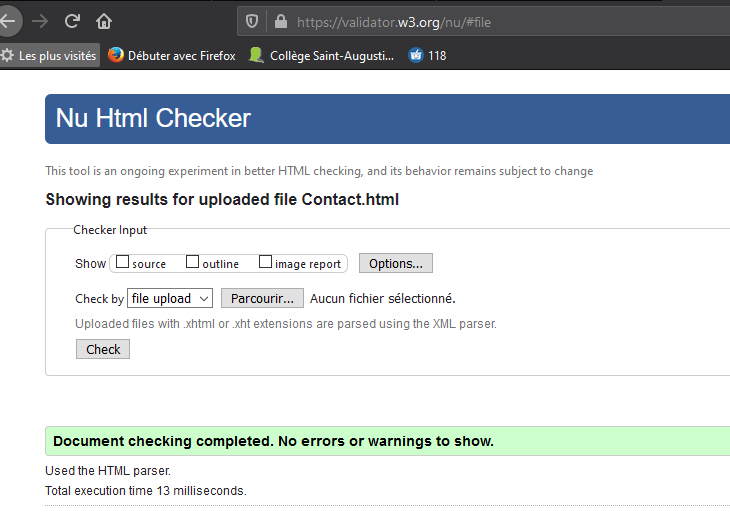 https://validator.w3.org/nu/#file
Les plus visités Débuter avec Firefox Collège Saint-Augusti... 118
Nu Html Checker
This tool is an ongoing experiment in better HTML checking, and its behavior remains subject to change
Showing results for uploaded file Contact.html
Checker Input
Show source outline image report Options...
Check by file upload Parcourir... Aucun fichier sélectionné.
Uploaded files with .xhtml or .xht extensions are parsed using the XML parser.
Check
Document checking completed. No errors or warnings to show.
Used the HTML parser.
Total execution time 13 milliseconds.